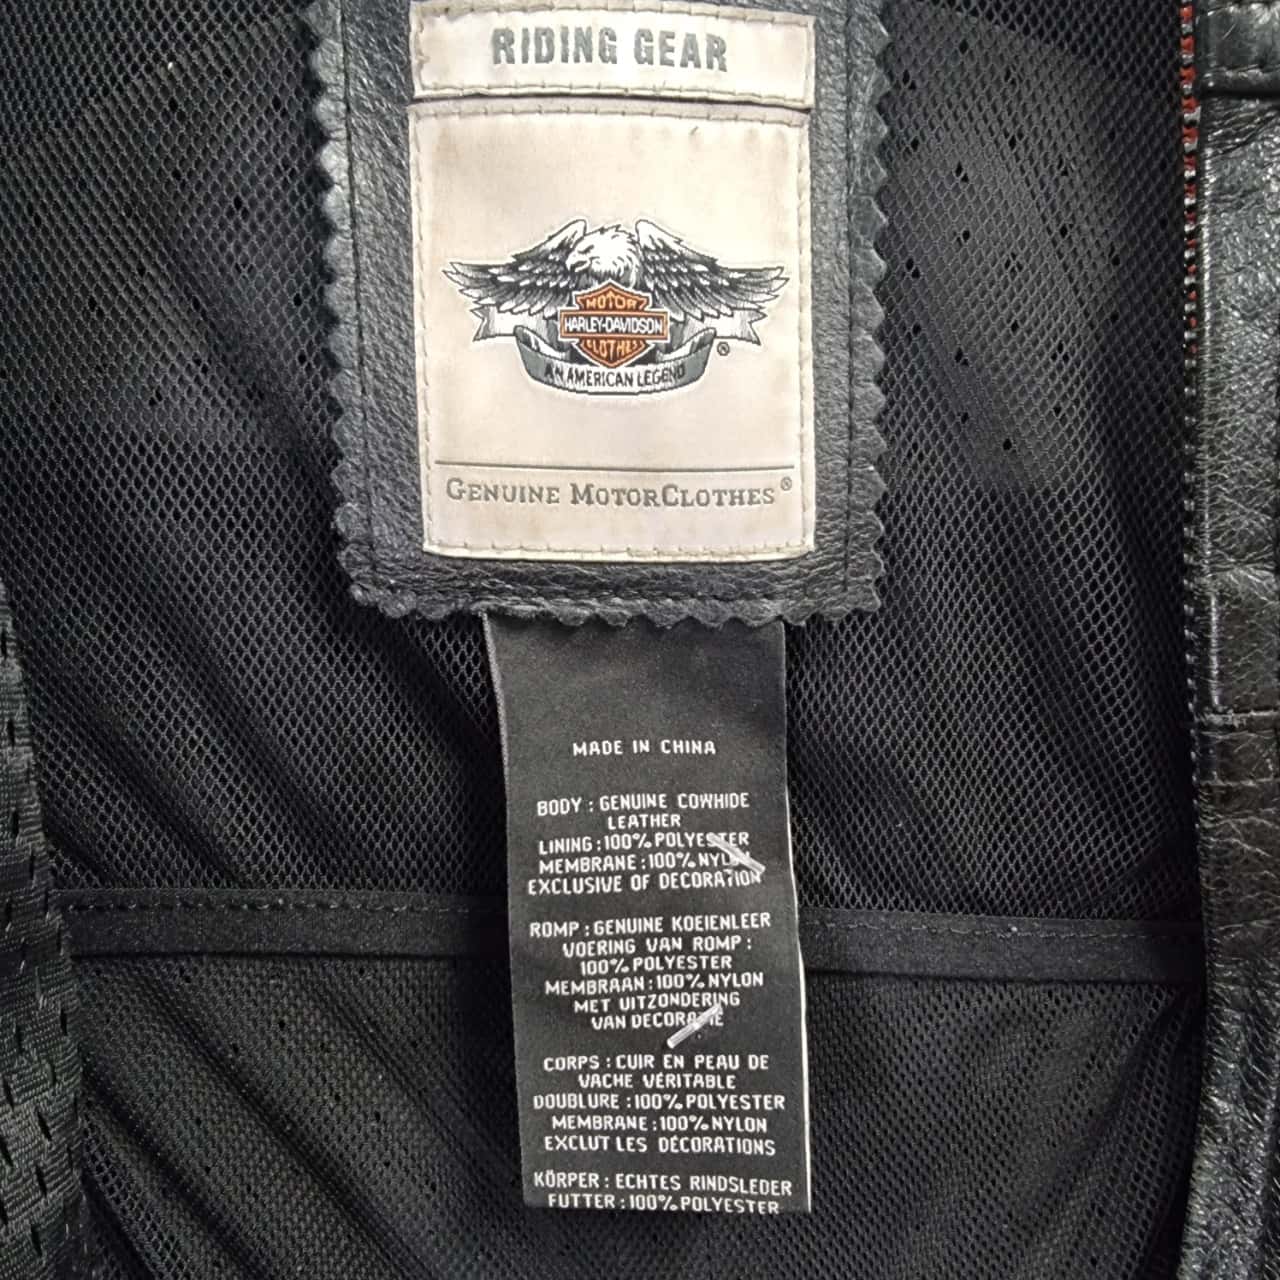 RIDING GEAR
MOTOR
HARLEY-DAVIDSON
CLOTHES
®
AN AMERICAN LEGEND
GENUINE MOTORCLOTHES®
MADE IN CHINA
BODY : GENUINE COWHIDE
LEATHER
LINING : 100% POLYESTER
MEMBRANE : 100% NYLON
EXCLUSIVE OF DECORATION
ROMP : GENUINE KOEIENLEER
VOERING VAN ROMP :
100% POLYESTER
MEMBRAAN : 100% NYLON
MET UITZONDERING
VAN DECORATIE
CORPS : CUIR EN PEAU DE
VACHE VÉRITABLE
DOUBLURE : 100% POLYESTER
MEMBRANE : 100% NYLON
EXCLUT LES DÉCORATIONS
KÖRPER : ECHTES RINDSLEDER
FUTTER : 100% POLYESTER